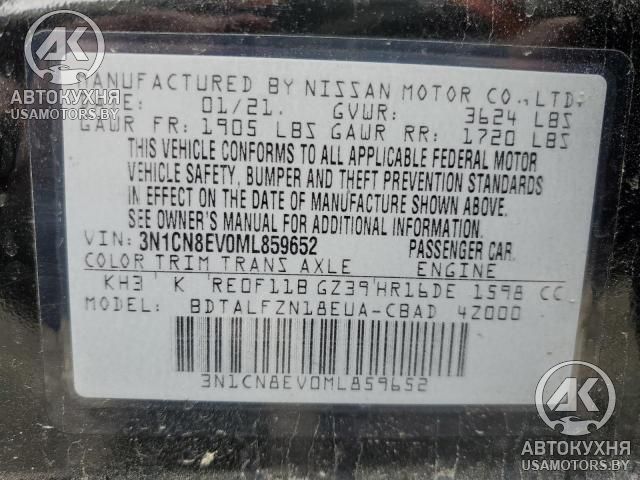 АК
АВТОКУХНЯ
USAMOTORS.BY
MANUFACTURED BY NISSAN MOTOR CO., LTD.
01/21. GVWR: 3624 LBS
GAWR FR: 1905 LBS GAWR RR: 1720 LBS
THIS VEHICLE CONFORMS TO ALL APPLICABLE FEDERAL MOTOR
VEHICLE SAFETY, BUMPER AND THEFT PREVENTION STANDARDS
IN EFFECT ON THE DATE OF MANUFACTURE SHOWN ABOVE.
SEE OWNER'S MANUAL FOR ADDITIONAL INFORMATION.
VIN: 3N1CN8EV0ML859652 PASSENGER CAR.
COLOR TRIM TRANS AXLE ENGINE
KH3 K RE0F11B GZ39 HR16DE 1598 CC
MODEL: BDTALFZN18EUA-CBAD 4Z000
3N1CN8EV0ML859652
АК
АВТОКУХНЯ
USAMOTORS.BY